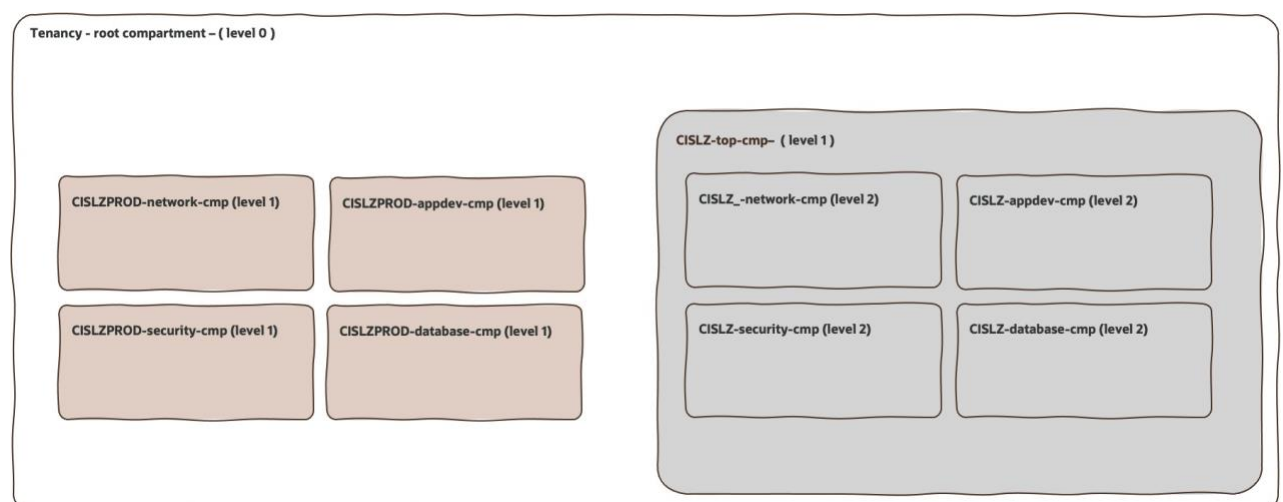 Tenancy - root compartment – ( level 0 )
CISLZ-top-cmp– ( level 1 )
CISLZPROD-network-cmp (level 1)
CISLZPROD-appdev-cmp (level 1)
CISLZ_-network-cmp (level 2)
CISLZ-appdev-cmp (level 2)
CISLZPROD-security-cmp (level 1)
CISLZPROD-database-cmp (level 1)
CISLZ-security-cmp (level 2)
CISLZ-database-cmp (level 2)